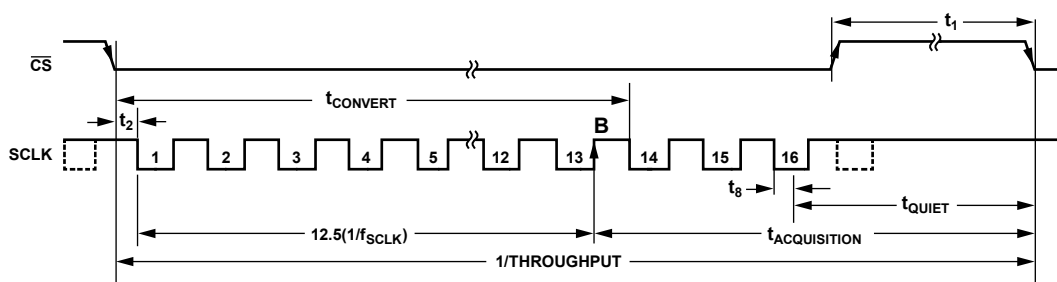 t1
CS
tCONVERT
t2
B
SCLK
1 2 3 4 5 12 13 14 15 16
t8
tQUIET
12.5(1/fSCLK)
tACQUISITION
1/THROUGHPUT